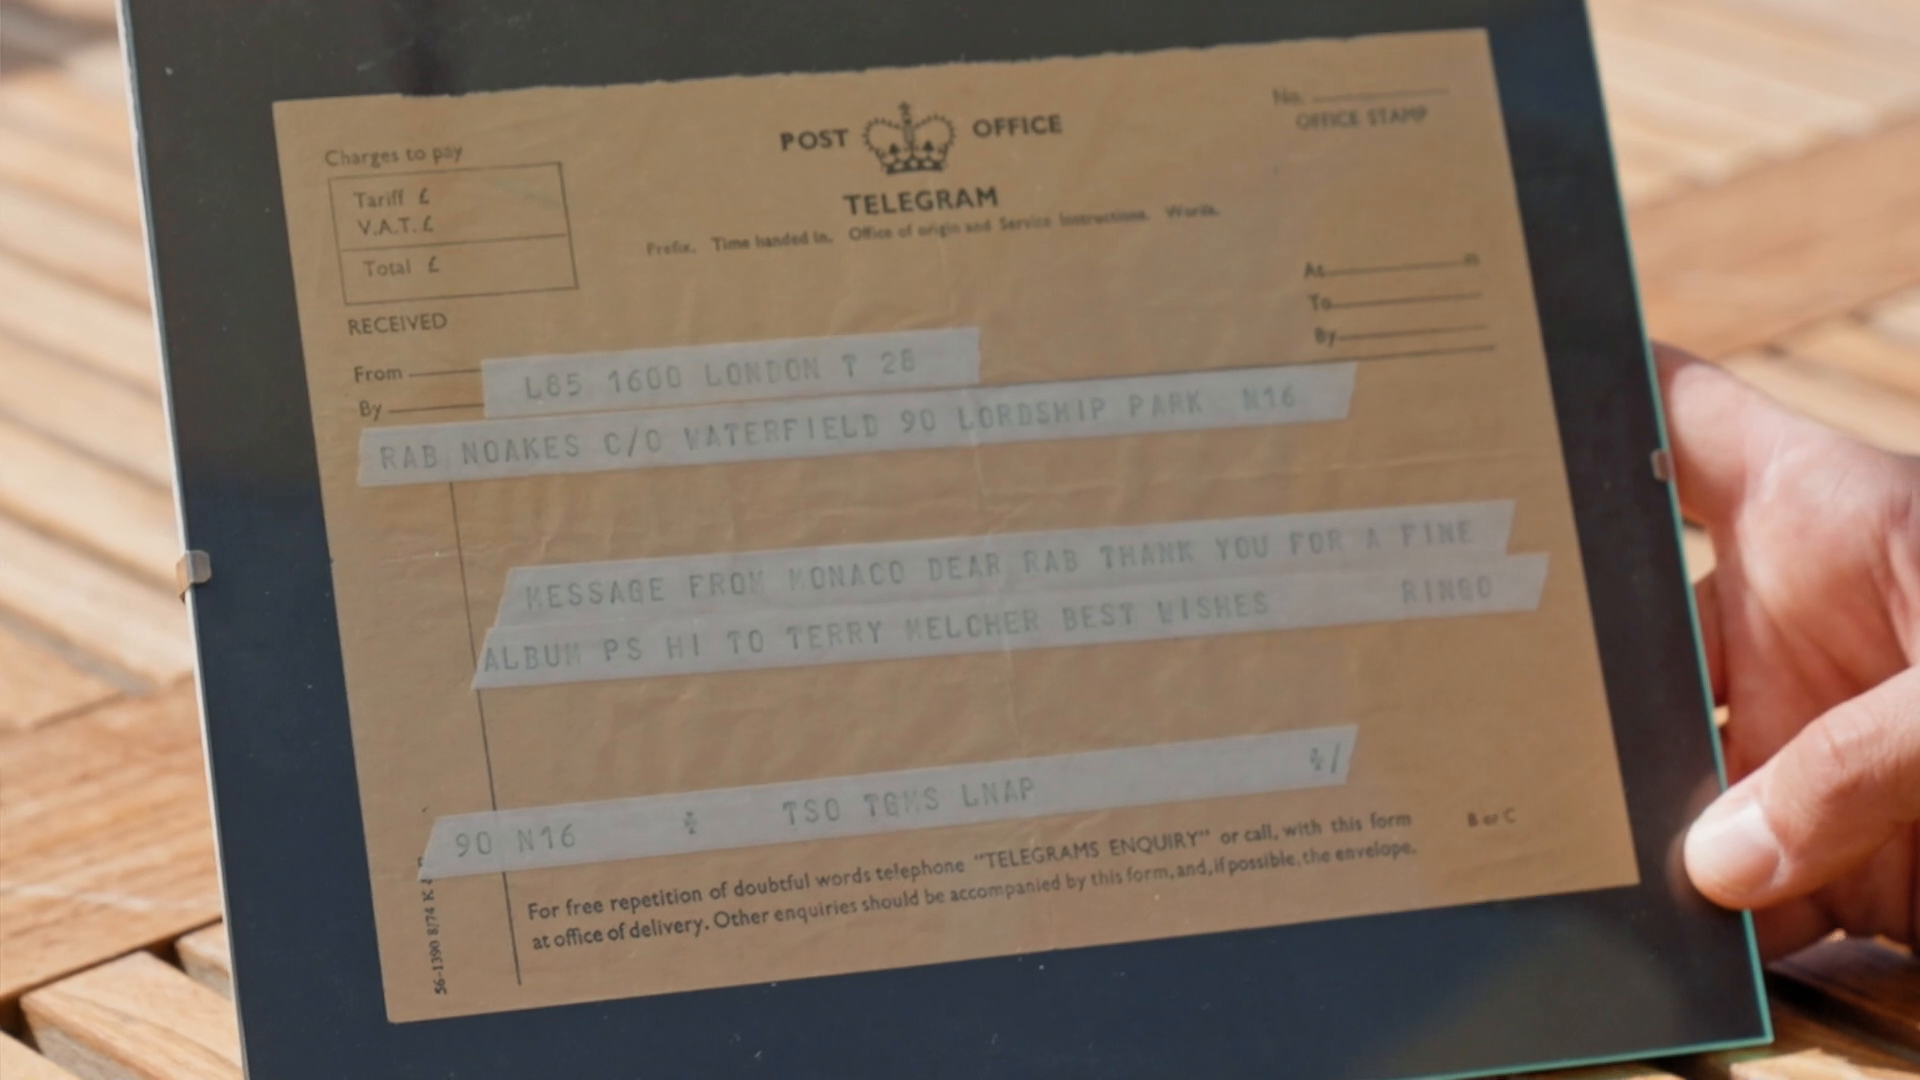 No.
OFFICE STAMP
POST OFFICE
TELEGRAM
Charges to pay
Tariff £
V.A.T. £
Total £
Prefix. Time handed in. Office of origin and Service Instructions. Words.
RECEIVED
At m
To
By
From
By
L85 1600 LONDON T 28
RAB NOAKES C/O WATERFIELD 90 LORDSHIP PARK N16
MESSAGE FROM MONACO DEAR RAB THANK YOU FOR A FINE
ALBUM PS HI TO TERRY MELCHER BEST WISHES RINGO
90 N16 TSO TGMS LNAP
For free repetition of doubtful words telephone "TELEGRAMS ENQUIRY" or call, with this form
at office of delivery. Other enquiries should be accompanied by this form, and, if possible, the envelope.
B or C
56-1390 8/74 K